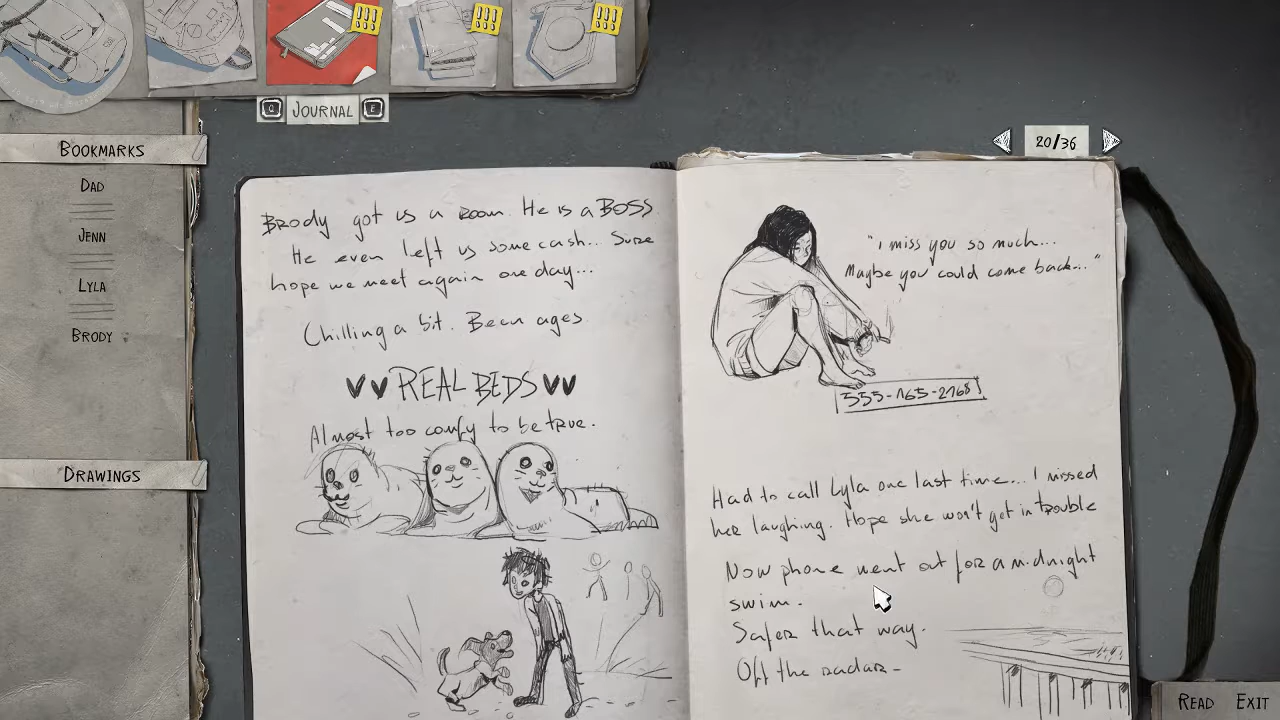 !!!
!!!
!!!
Q JOURNAL E
BOOKMARKS
DAD
JENN
LYLA
BRODY
DRAWINGS
20/36
BRODY got us a ROOM. He is a BOSS
He even left us some cash... Sure
hope we meet again one day...
Chilling a bit. Been ages
REAL BEDS
Almost too comfy to be true.
"I miss you so much...
Maybe you could come back..."
555-165-2768
Had to call Lyla one last time... I missed
her laughing. Hope she won't get in trouble
Now phone went out for a midnight
swim.
Safer that way.
Off the radar-
READ EXIT